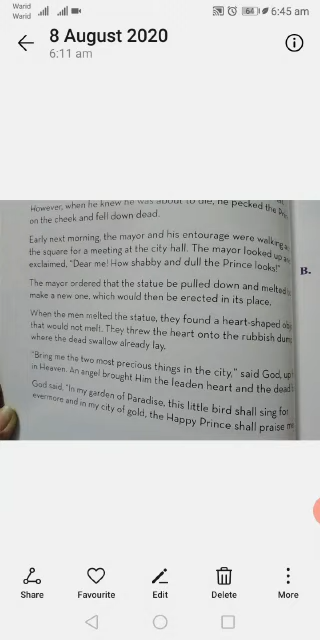 Warid
Warid
64
6:45 am
8 August 2020
6:11 am
However, when he knew he was about to die, he pecked the
on the cheek and fell down dead.
Early next morning, the mayor and his entourage were walking
the square for a meeting at the city hall. The mayor looked up
exclaimed, "Dear me! How shabby and dull the Prince looks!"
B.
The mayor ordered that the statue be pulled down and melted
make a new one, which would then be erected in its place.
When the men melted the statue, they found a heart-shaped
that would not melt. They threw the heart onto the rubbish
where the dead swallow already lay.
"Bring me the two most precious things in the city," said God, up
in Heaven. An angel brought Him the leaden heart and the dead
God said, "In my garden of Paradise, this little bird shall sing for
evermore and in my city of gold, the Happy Prince shall praise
Share
Favourite
Edit
Delete
More